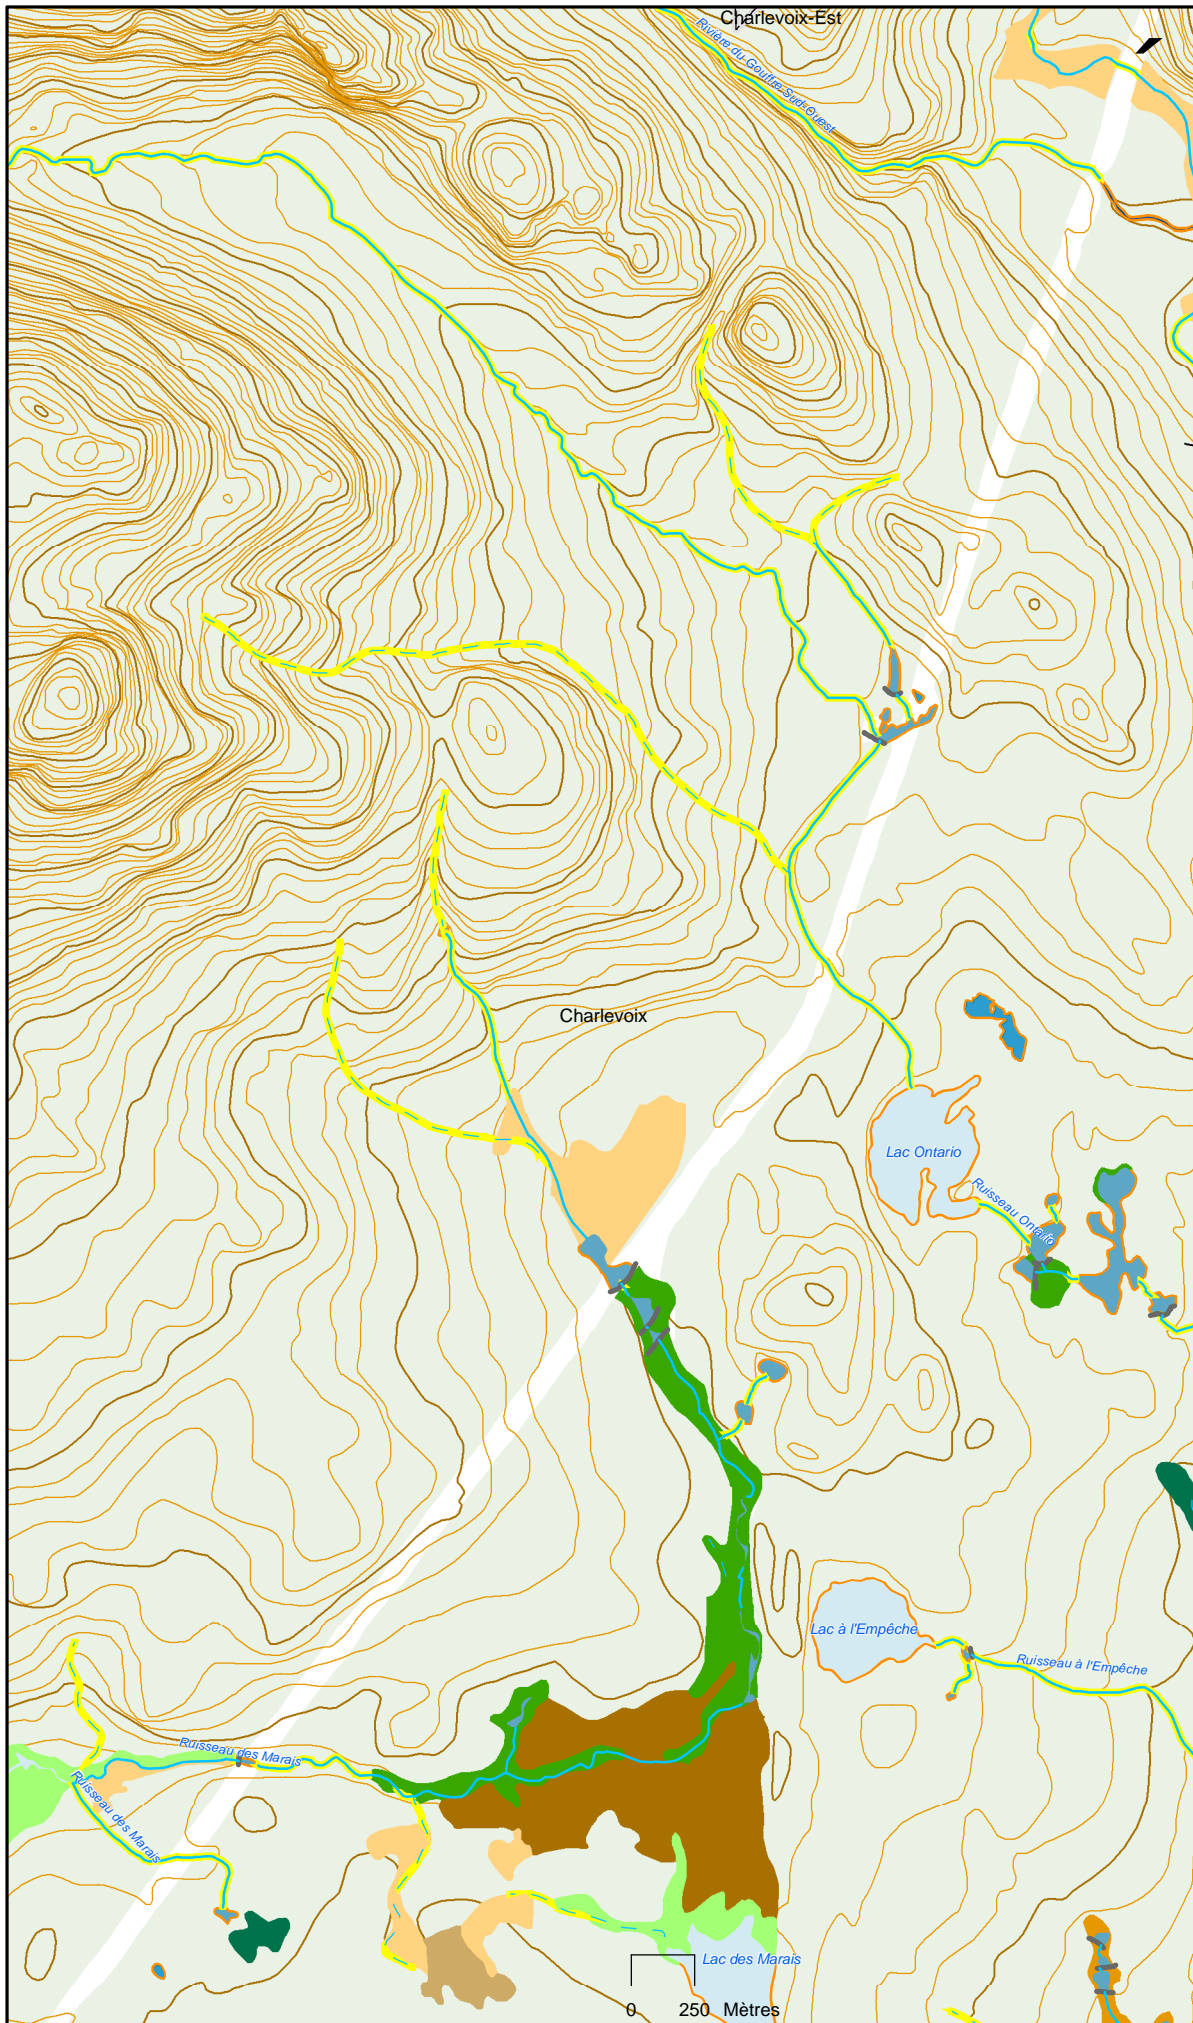 Charlevoix-Est
Rivière du Gouffre Sud-Ouest
Charlevoix
Lac Ontario
Ruisseau Ontario
Lac à l'Empêche
Ruisseau à l'Empêche
Ruisseau des Marais
Ruisseau des Marais
Lac des Marais
0 250 Mètres